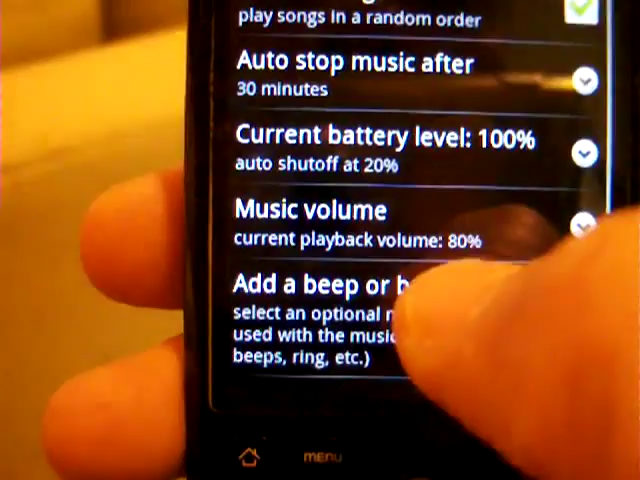 play songs in a random order
Auto stop music after
30 minutes
Current battery level: 100%
auto shutoff at 20%
Music volume
current playback volume: 80%
Add a beep or
select an optional
used with the music
beeps, ring, etc.)
menu